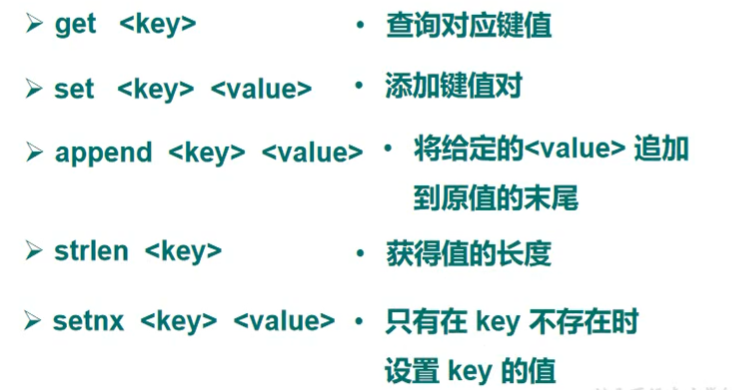 ➢ get <key> • 查询对应键值
➢ set <key> <value> • 添加键值对
➢ append <key> <value> • 将给定的<value> 追加
到原值的末尾
➢ strlen <key> • 获得值的长度
➢ setnx <key> <value> • 只有在 key 不存在时
设置 key 的值